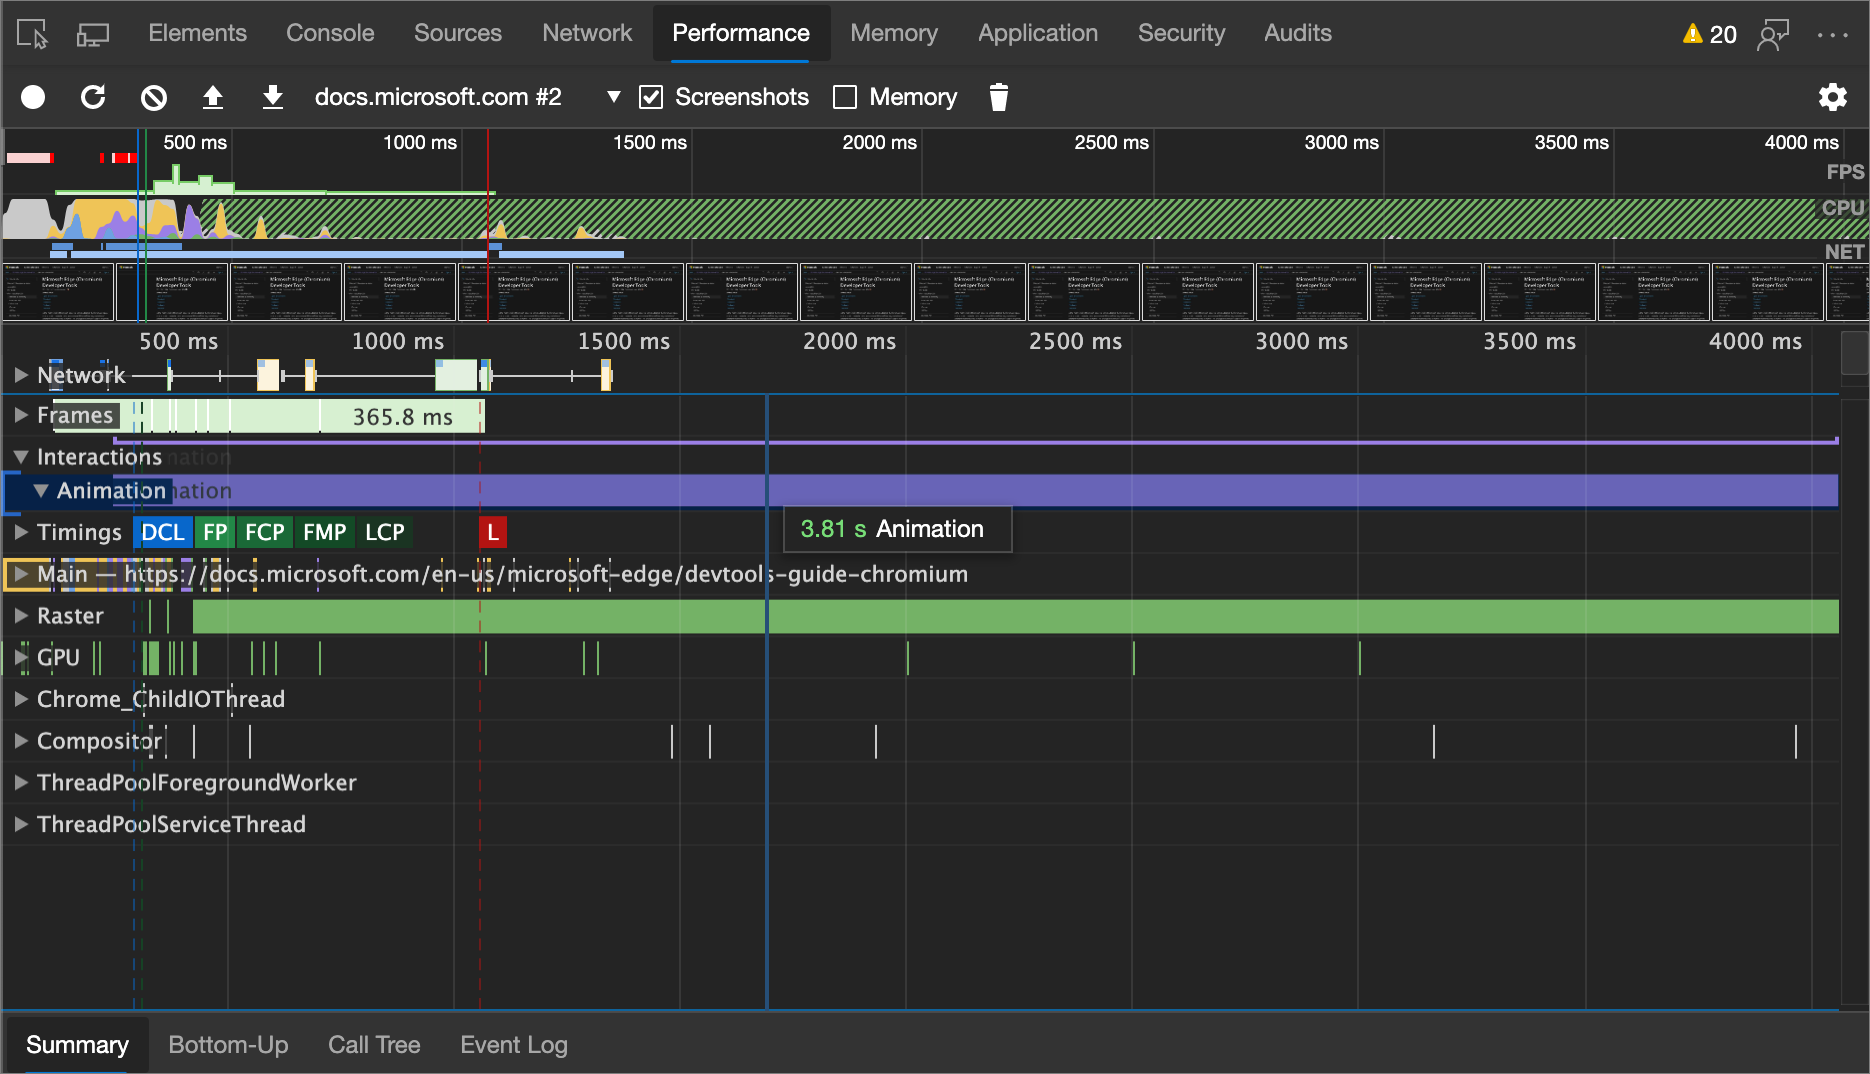 Elements Console Sources Network Performance Memory Application Security Audits 20
docs.microsoft.com #2 Screenshots Memory
500 ms 1000 ms 1500 ms 2000 ms 2500 ms 3000 ms 3500 ms 4000 ms
FPS
CPU
NET
500 ms 1000 ms 1500 ms 2000 ms 2500 ms 3000 ms 3500 ms 4000 ms
Network
Frames 365.8 ms
Interactions
Animation
Timings DCL FP FCP FMP LCP L
3.81 s Animation
Main — https://docs.microsoft.com/en-us/microsoft-edge/devtools-guide-chromium
Raster
GPU
Chrome_ChildIOThread
Compositor
ThreadPoolForegroundWorker
ThreadPoolServiceThread
Summary Bottom-Up Call Tree Event Log